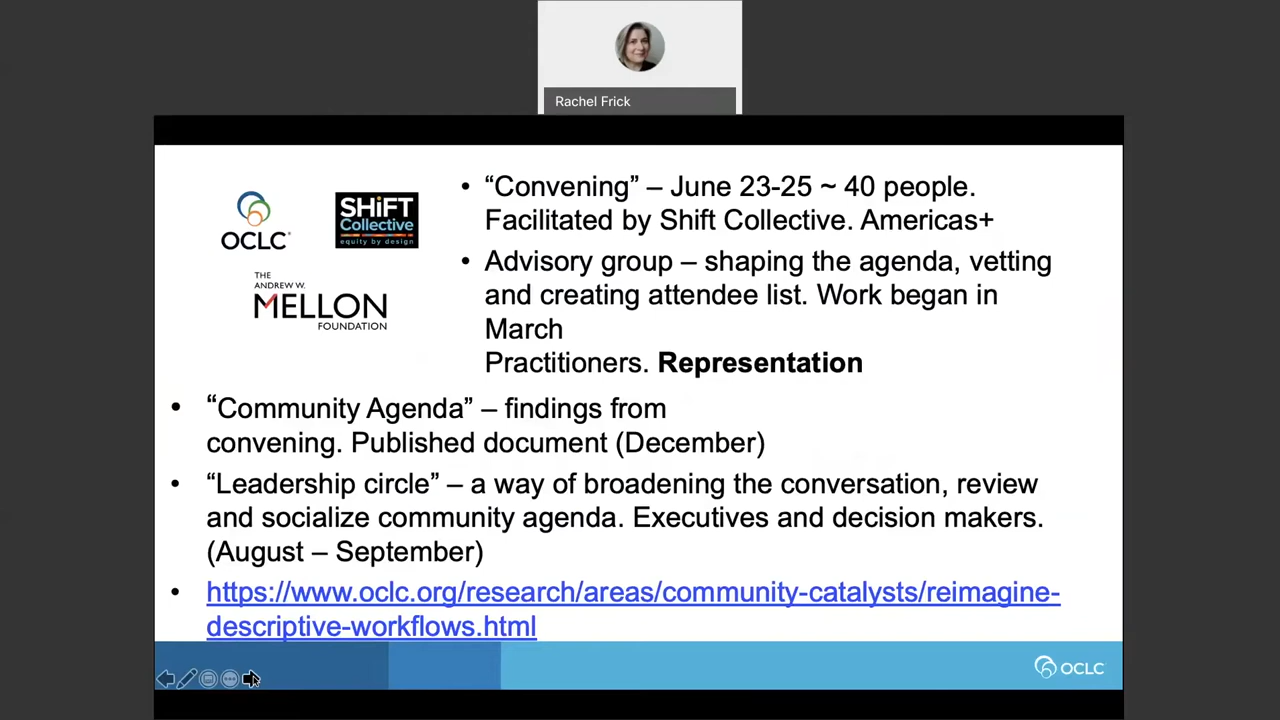 Rachel Frick
OCLC
SHiFT
Collective
equity by design
THE
ANDREW W.
MELLON
FOUNDATION
• “Convening” – June 23-25 ~ 40 people.
Facilitated by Shift Collective. Americas+
• Advisory group – shaping the agenda, vetting
and creating attendee list. Work began in
March
Practitioners. Representation
• “Community Agenda” – findings from
convening. Published document (December)
• “Leadership circle” – a way of broadening the conversation, review
and socialize community agenda. Executives and decision makers.
(August – September)
• https://www.oclc.org/research/areas/community-catalysts/reimagine-
descriptive-workflows.html
OCLC